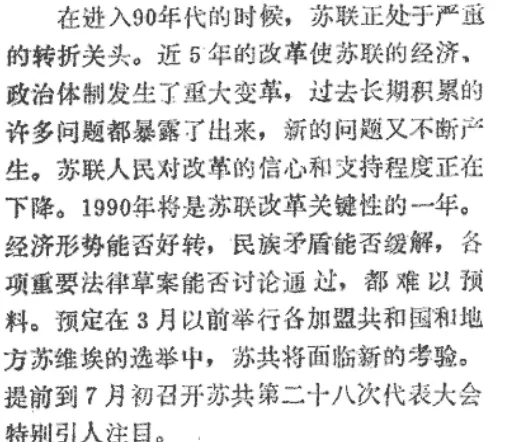 在进入90年代的时候，苏联正处于严重
的转折关头。近5年的改革使苏联的经济、
政治体制发生了重大变革，过去长期积累的
许多问题都暴露了出来，新的问题又不断产
生。苏联人民对改革的信心和支持程度正在
下降。1990年将是苏联改革关键性的一年。
经济形势能否好转，民族矛盾能否缓解，各
项重要法律草案能否讨论通过，都难以预
料。预定在3月以前举行各加盟共和国和地
方苏维埃的选举中，苏共将面临新的考验。
提前到7月初召开苏共第二十八次代表大会
特别引人注目。